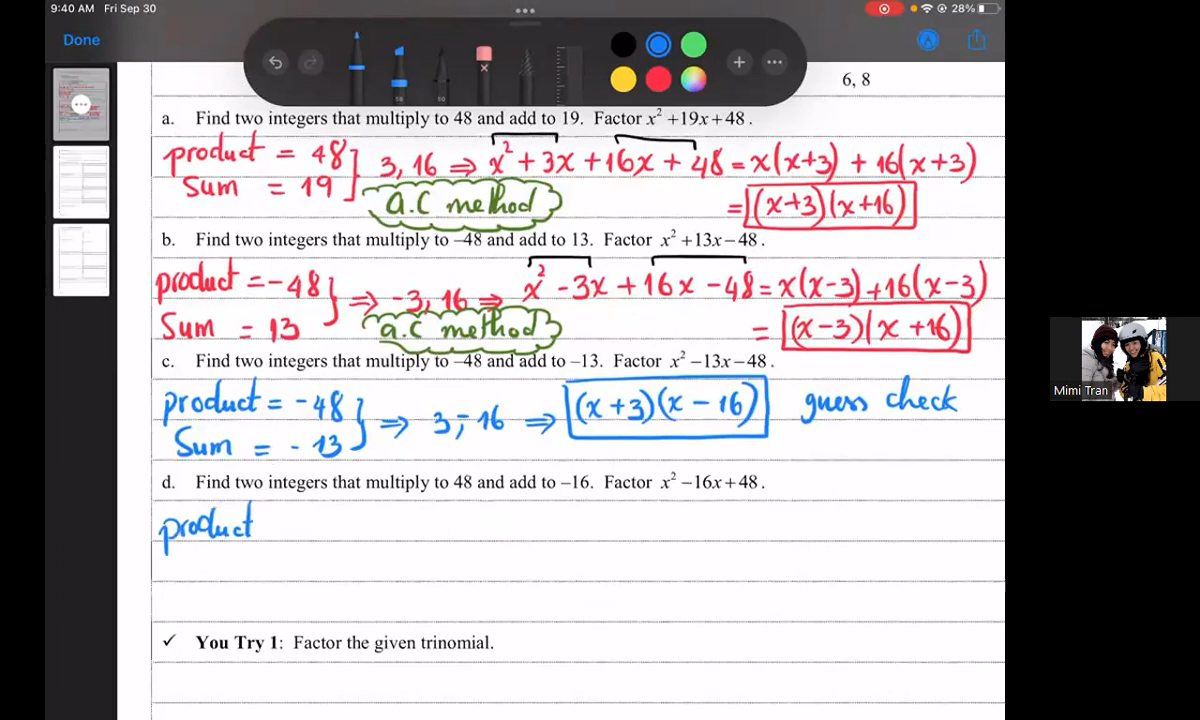 9:40 AM Fri Sep 30
28%
Done
50
50
6, 8
a. Find two integers that multiply to 48 and add to 19. Factor x² +19x+48.
product = 48
Sum = 19
3, 16 ⇒ x² + 3x + 16x + 48 = x(x+3) + 16(x+3)
a.c method
= (x+3)(x+16)
b. Find two integers that multiply to –48 and add to 13. Factor x² +13x–48.
product = -48
Sum = 13
⇒ -3, 16 ⇒ x² - 3x + 16x - 48 = x(x-3) + 16(x-3)
a.c method
= (x-3)(x+16)
c. Find two integers that multiply to –48 and add to –13. Factor x² –13x–48.
product = -48
Sum = -13
⇒ 3, -16 ⇒ (x+3)(x-16) guess check
d. Find two integers that multiply to 48 and add to –16. Factor x² –16x+48.
product
✓ You Try 1: Factor the given trinomial.
Mimi Tran